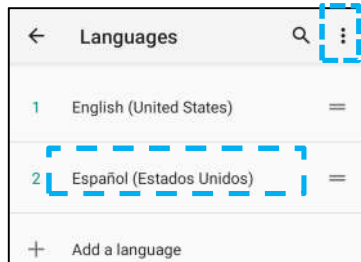 Languages
1 English (United States)
2 Español (Estados Unidos)
Add a language